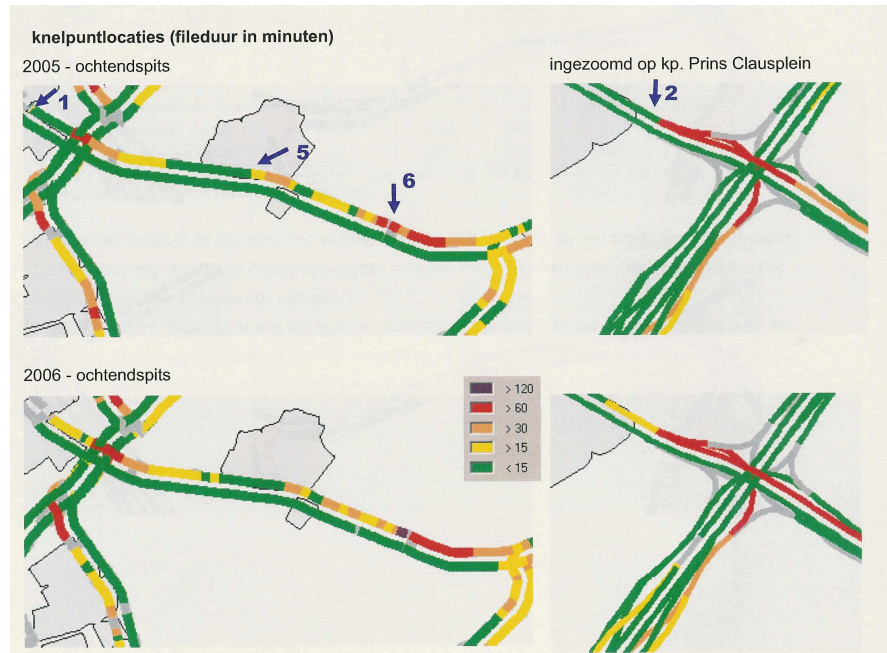 knelpuntlocaties (fileduur in minuten)
2005 - ochtendspits
ingezoomd op kp. Prins Clausplein
1
2
5
6
2006 - ochtendspits
> 120
> 60
> 30
> 15
< 15